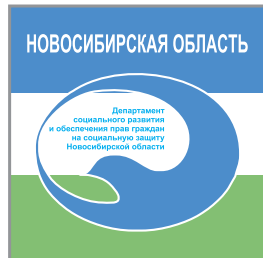 НОВОСИБИРСКАЯ ОБЛАСТЬ
Департамент
социального развития
и обеспечения прав граждан
на социальную защиту
Новосибирской области